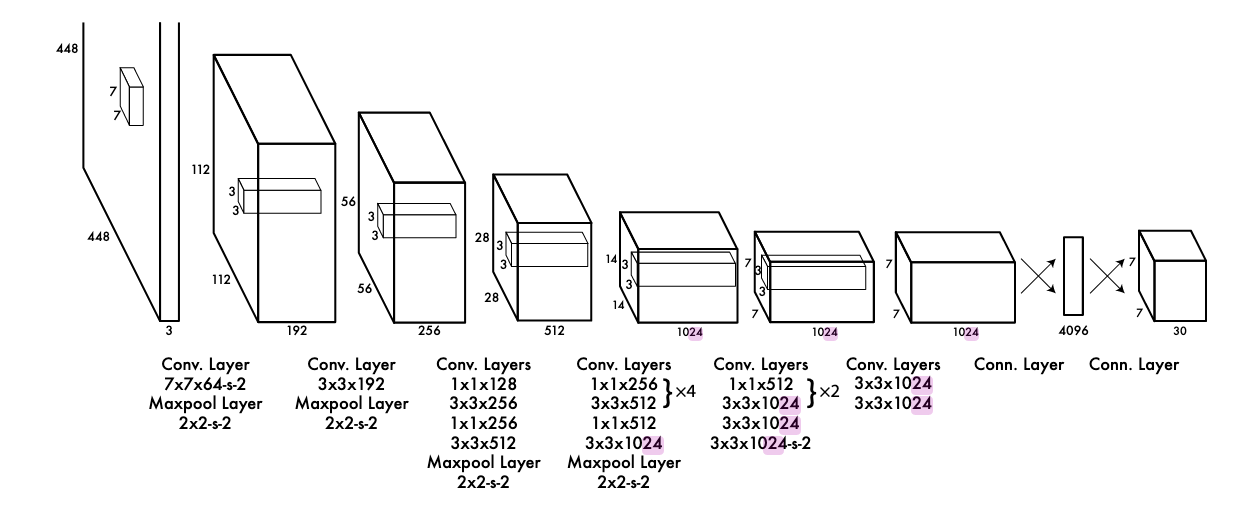 448
7
7
448
3
112
3
3
112
192
56
3
3
56
256
28
3
3
28
512
14
3
3
14
1024
7
3
3
7
1024
7
7
1024
4096
7
7
30
Conv. Layer
7x7x64-s-2
Maxpool Layer
2x2-s-2
Conv. Layer
3x3x192
Maxpool Layer
2x2-s-2
Conv. Layers
1x1x128
3x3x256
1x1x256
3x3x512
Maxpool Layer
2x2-s-2
Conv. Layers
1x1x256
3x3x512
}×4
1x1x512
3x3x1024
Maxpool Layer
2x2-s-2
Conv. Layers
1x1x512
3x3x1024
}×2
3x3x1024
3x3x1024-s-2
Conv. Layers
3x3x1024
3x3x1024
Conn. Layer
Conn. Layer